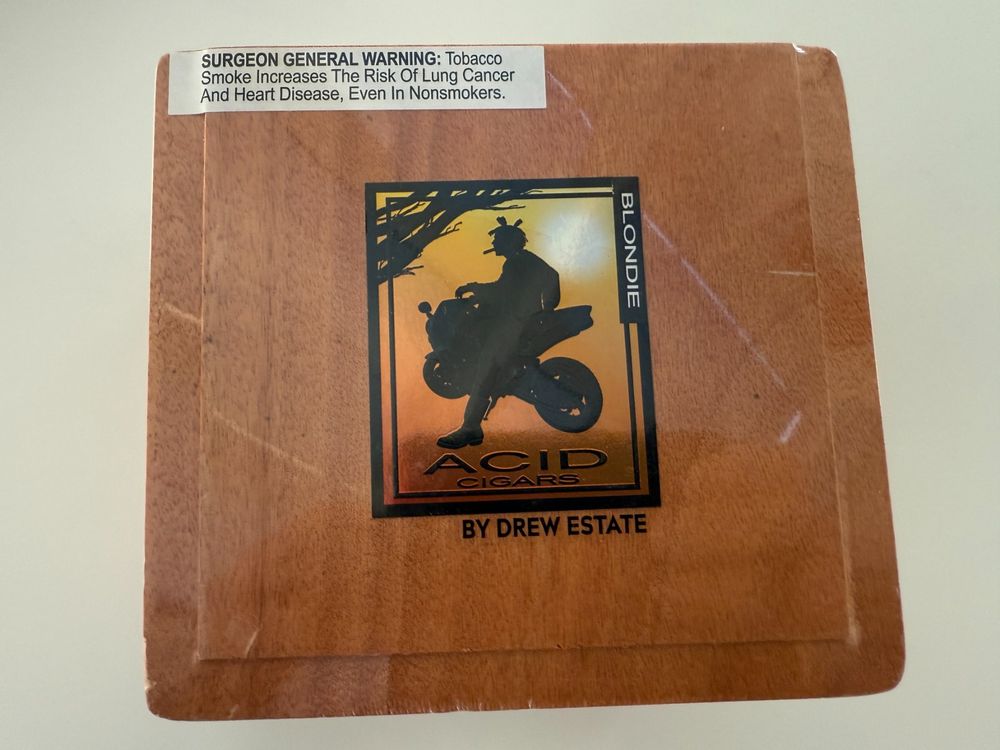 SURGEON GENERAL WARNING: Tobacco
Smoke Increases The Risk Of Lung Cancer
And Heart Disease, Even In Nonsmokers.
BLONDIE
ACID
CIGARS
BY DREW ESTATE